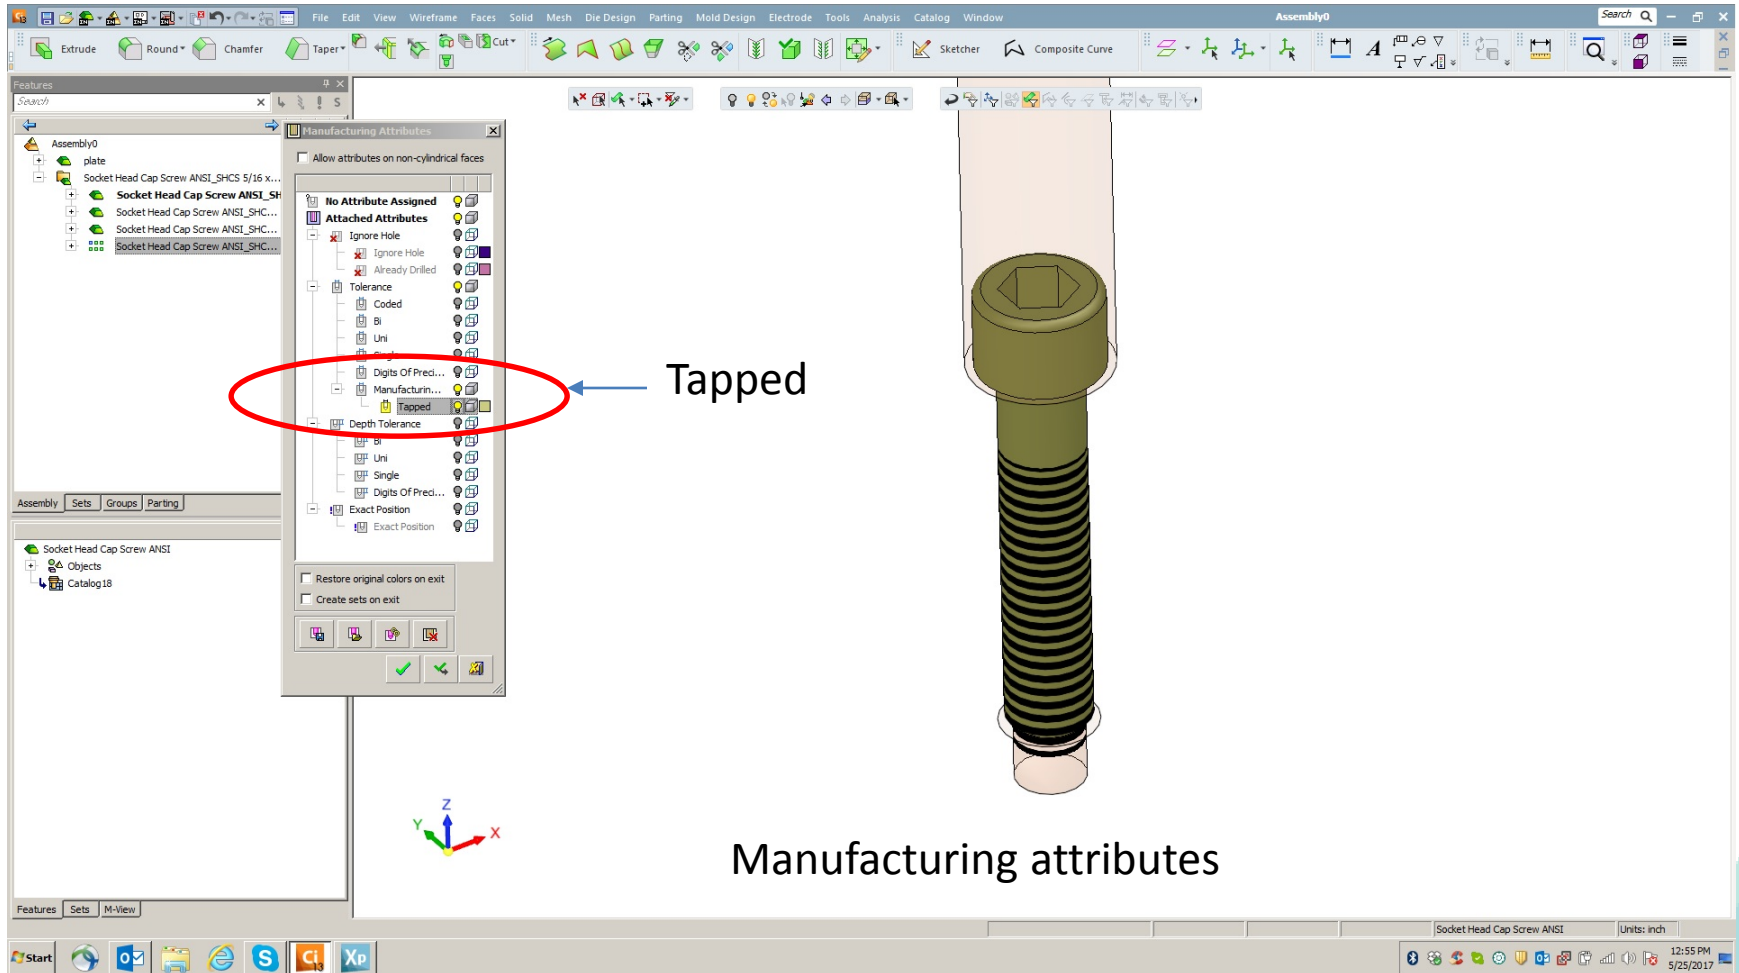 File Edit View Wireframe Faces Solid Mesh Die Design Parting Mold Design Electrode Tools Analysis Catalog Window
Assembly0
Search
Extrude Round Chamfer Taper Cut Sketcher Composite Curve
Features
Search
Assembly0
plate
Socket Head Cap Screw ANSI_SHCS 5/16 x...
Socket Head Cap Screw ANSI_SH
Socket Head Cap Screw ANSI_SHC...
Socket Head Cap Screw ANSI_SHC...
Socket Head Cap Screw ANSI_SHC...
Assembly Sets Groups Parting
Socket Head Cap Screw ANSI
Objects
Catalog18
Features Sets M-View
Manufacturing Attributes
Allow attributes on non-cylindrical faces
No Attribute Assigned
Attached Attributes
Ignore Hole
Ignore Hole
Already Drilled
Tolerance
Coded
Bi
Uni
Single
Digits Of Preci...
Manufacturin...
Tapped
Depth Tolerance
Bi
Uni
Single
Digits Of Preci...
Exact Position
Exact Position
Restore original colors on exit
Create sets on exit
Tapped
Z
Y
X
Manufacturing attributes
Socket Head Cap Screw ANSI
Units: inch
Start
Ci 13
Xp
12:55 PM
5/25/2017